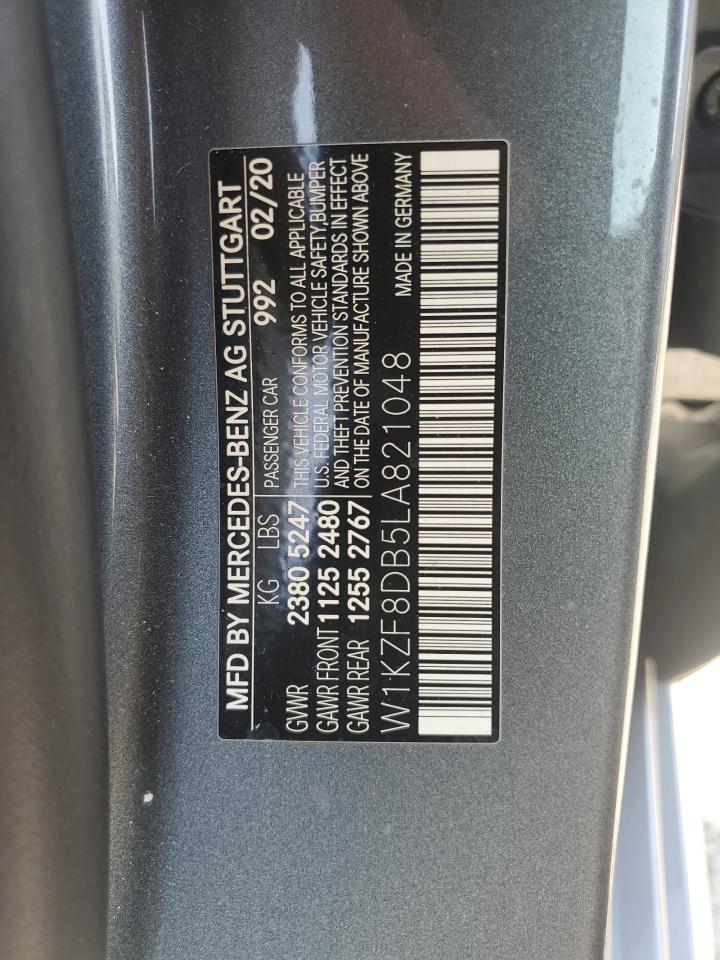 MFD BY MERCEDES-BENZ AG STUTTGART
KG LBS PASSENGER CAR 992 02/20
GWR 2380 5247 THIS VEHICLE CONFORMS TO ALL APPLICABLE
GAWR FRONT 1125 2480 U.S. FEDERAL MOTOR VEHICLE SAFETY, BUMPER
AND THEFT PREVENTION STANDARDS IN EFFECT
GAWR REAR 1255 2767 ON THE DATE OF MANUFACTURE SHOWN ABOVE
W1KZF8DB5LA821048 MADE IN GERMANY